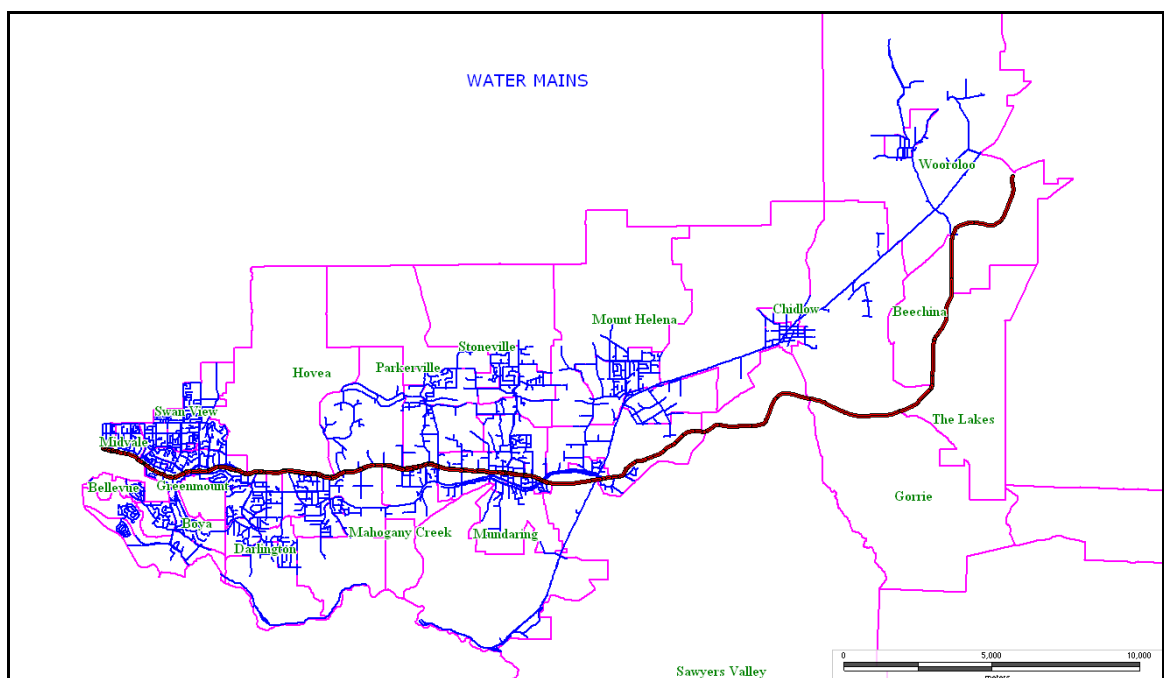 WATER MAINS
Wooroloo
Chidlow
Beechina
Mount Helena
Stoneville
Parkerville
Hovea
Swan View
Midvale
The Lakes
Bellevue
Greenmount
Gorrie
Boya
Mahogany Creek
Mundaring
Darlington
Sawyers Valley
0 5,000 10,000
meters